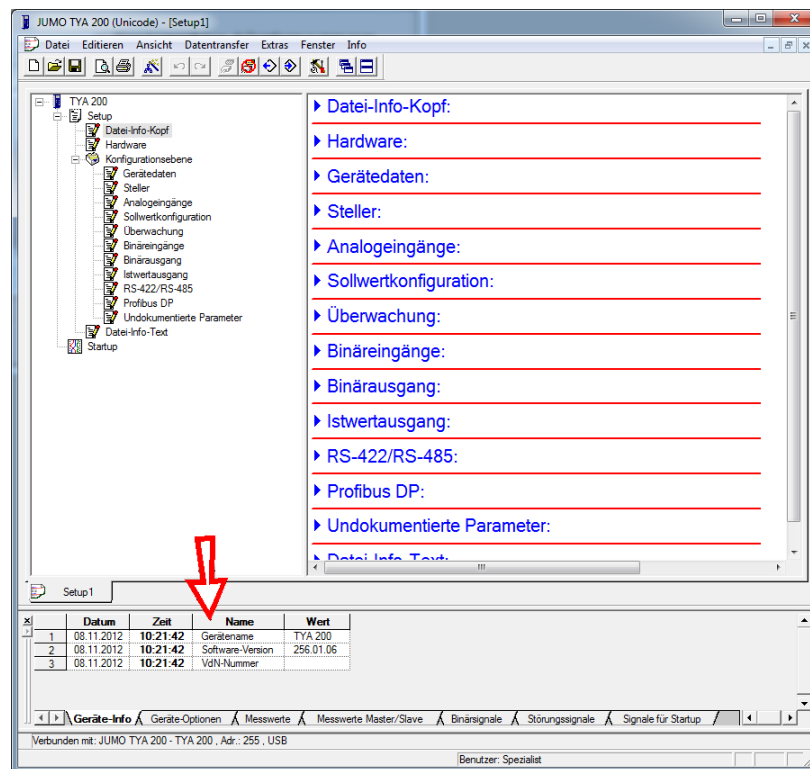 JUMO TYA 200 (Unicode) - [Setup1]
Datei Editieren Ansicht Datentransfer Extras Fenster Info
TYA 200
Setup
Datei-Info-Kopf
Hardware
Konfigurationsebene
Gerätedaten
Steller
Analogeingänge
Sollwertkonfiguration
Überwachung
Binäreingänge
Binärausgang
Istwertausgang
RS-422/RS-485
Profibus DP
Undokumentierte Parameter
Datei-Info-Text
Startup
Datei-Info-Kopf:
Hardware:
Gerätedaten:
Steller:
Analogeingänge:
Sollwertkonfiguration:
Überwachung:
Binäreingänge:
Binärausgang:
Istwertausgang:
RS-422/RS-485:
Profibus DP:
Undokumentierte Parameter:
Datei-Info-Text:
Setup1
Datum Zeit Name Wert
1 08.11.2012 10:21:42 Gerätename TYA 200
2 08.11.2012 10:21:42 Software-Version 256.01.06
3 08.11.2012 10:21:42 VdN-Nummer
Geräte-Info Geräte-Optionen Messwerte Messwerte Master/Slave Binärsignale Störungssignale Signale für Startup
Verbunden mit: JUMO TYA 200 - TYA 200 , Adr.: 255 , USB
Benutzer: Spezialist